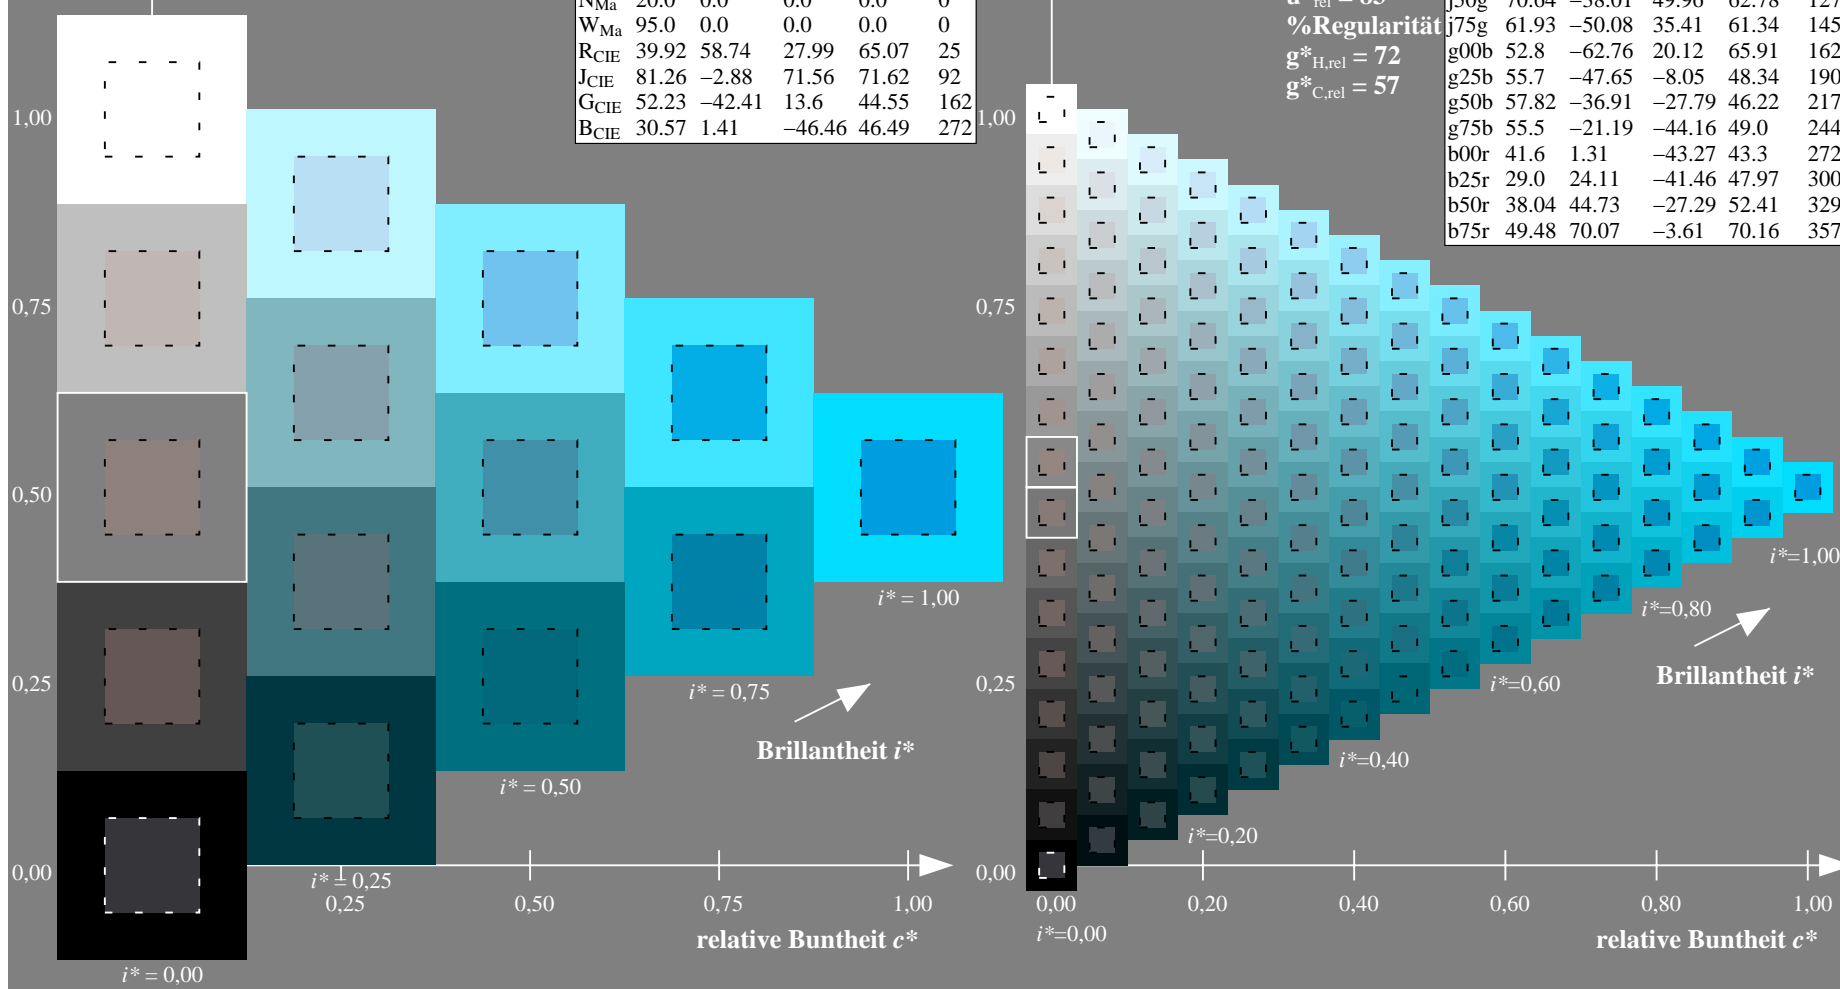 N_Ma 20.0 0.0 0.0 0.0 0
W_Ma 95.0 0.0 0.0 0.0 0
R_CIE 39.92 58.74 27.99 65.07 25
J_CIE 81.26 −2.88 71.56 71.62 92
G_CIE 52.23 −42.41 13.6 44.55 162
B_CIE 30.57 1.41 −46.46 46.49 272
1,00
0,75
0,50
0,25
0,00
i* = 1,00
i* = 0,75
Brillantheit i*
i* = 0,50
i* = 0,25
0,25 0,50 0,75 1,00
relative Buntheit c*
i* = 0,00
%Regularität
g*H,rel = 72
g*C,rel = 57
j50g 70.64 −38.01 49.96 62.78 127
j75g 61.93 −50.08 35.41 61.34 145
g00b 52.8 −62.76 20.12 65.91 162
g25b 55.7 −47.65 −8.05 48.34 190
g50b 57.82 −36.91 −27.79 46.22 217
g75b 55.5 −21.19 −44.16 49.0 244
b00r 41.6 1.31 −43.27 43.3 272
b25r 29.0 24.11 −41.46 47.97 300
b50r 38.04 44.73 −27.29 52.41 329
b75r 49.48 70.07 −3.61 70.16 357
1,00
0,75
0,50
0,25
0,00
i*=1,00
i*=0,80
Brillantheit i*
i*=0,60
i*=0,40
i*=0,20
0,00 0,20 0,40 0,60 0,80 1,00
i*=0,00
relative Buntheit c*